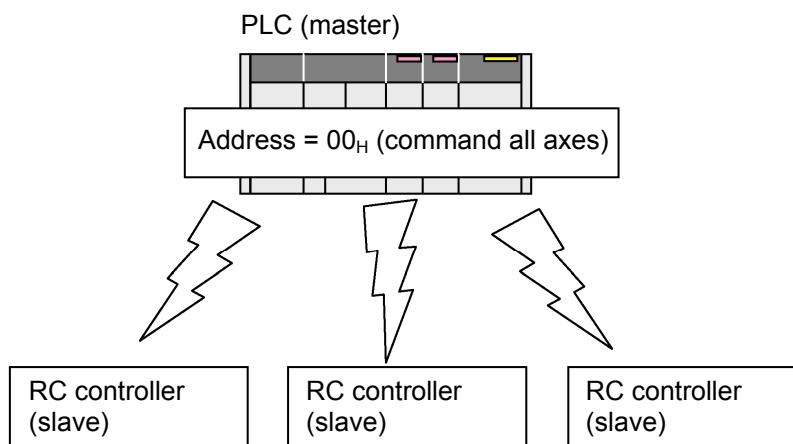 PLC (master)
Address = 00H (command all axes)
RC controller
(slave)
RC controller
(slave)
RC controller
(slave)